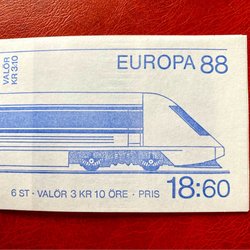 VALÖR
KR 3:10
EUROPA 88
6 ST · VALÖR 3 KR 10 ÖRE · PRIS
18:60